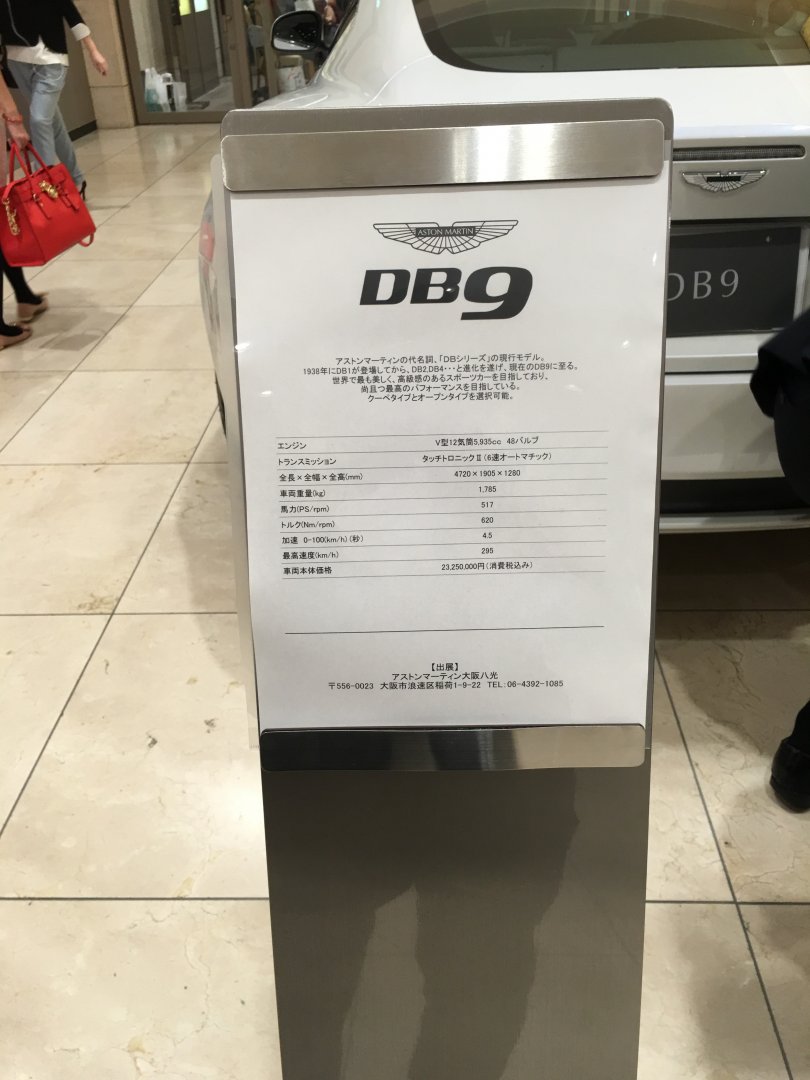 ASTON MARTIN
DB9
アストンマーティンの代名詞、「DBシリーズ」の現行モデル。
1938年にDB1が登場してから、DB2,DB4・・・と進化を遂げ、現在のDB9に至る。
世界で最も美しく、高級感のあるスポーツカーを目指しており、
尚且つ最高のパフォーマンスを目指している。
クーペタイプとオープンタイプを選択可能。
エンジン V型12気筒5,935cc 48バルブ
トランスミッション タッチトロニックⅡ(6速オートマチック)
全長×全幅×全高(mm) 4720×1905×1280
車両重量(kg) 1,785
馬力(PS/rpm) 517
トルク(Nm/rpm) 620
加速 0-100(km/h)(秒) 4.5
最高速度(km/h) 295
車両本体価格 23,250,000円(消費税込み)
【出展】
アストンマーティン大阪八光
〒556-0023 大阪市浪速区稲荷1-9-22 TEL:06-4392-1085
DB9